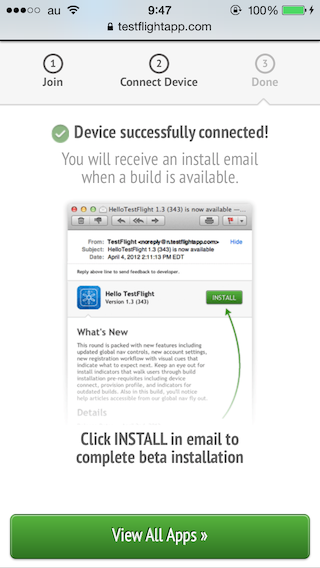 au 9:47 100%
testflightapp.com
1 2 3
Join Connect Device Done
Device successfully connected!
You will receive an install email
when a build is available.
HelloTestFlight 1.3 (343) is now available —
From: TestFlight <noreply@n.testflightapp.com> Hide
Subject: HelloTestFlight 1.3 (343) is now available
Date: April 4, 2012 2:11:13 PM EDT
Reply above line to send feedback to developer.
Hello TestFlight
Version 1.3 (343)
INSTALL
What's New
This round is packed with new features including
updated global nav controls, new account settings,
new registration workflow with visual cues that
indicate what to expect next. Keep an eye out for
install indicators that walk users through build
installation pre-requisites including device
connect, provision profile, and indicators for
outdated builds. Also in this build, you'll notice
help articles accessible from our global nav fly out.
Details
Click INSTALL in email to
complete beta installation
View All Apps »